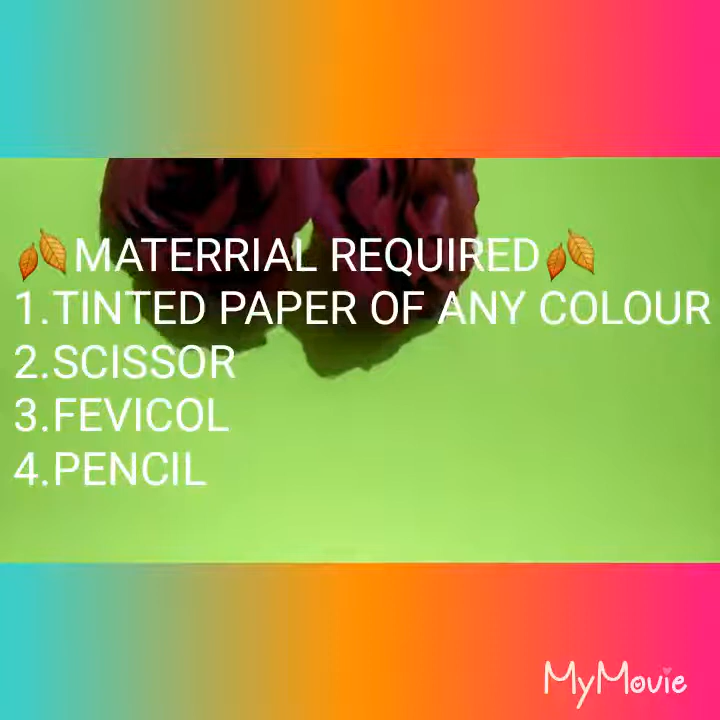 🍂MATERRIAL REQUIRED🍂
1.TINTED PAPER OF ANY COLOUR
2.SCISSOR
3.FEVICOL
4.PENCIL
MyMovie